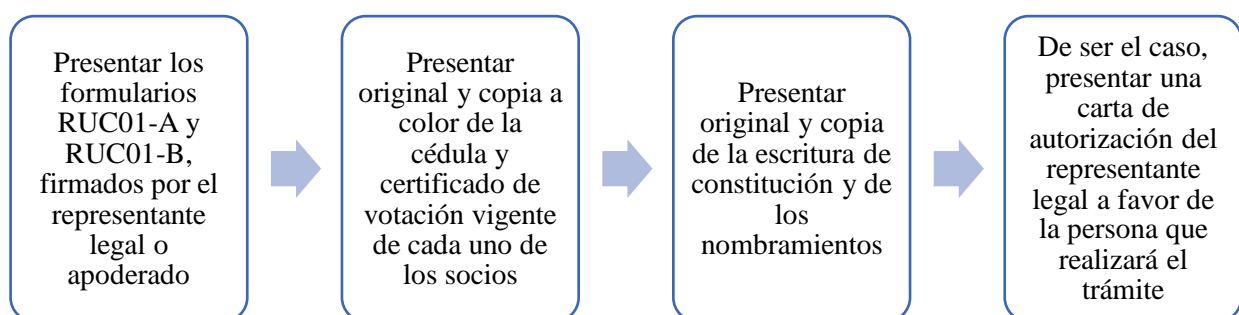 Presentar los
formularios
RUC01-A y
RUC01-B,
firmados por el
representante
legal o
apoderado
Presentar
original y copia a
color de la
cédula y
certificado de
votación vigente
de cada uno de
los socios
Presentar
original y copia
de la escritura de
constitución y de
los
nombramientos
De ser el caso,
presentar una
carta de
autorización del
representante
legal a favor de
la persona que
realizará el
trámite